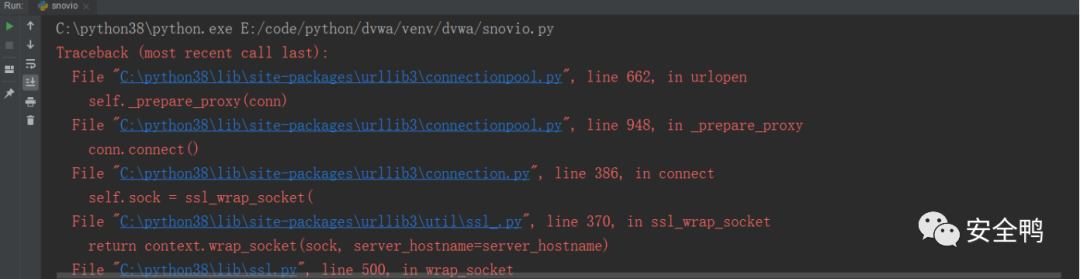 Run: snovio ×
C:\python38\python.exe E:/code/python/dvwa/venv/dvwa/snovio.py
Traceback (most recent call last):
File "C:\python38\lib\site-packages\urllib3\connectionpool.py", line 662, in urlopen
self._prepare_proxy(conn)
File "C:\python38\lib\site-packages\urllib3\connectionpool.py", line 948, in _prepare_proxy
conn.connect()
File "C:\python38\lib\site-packages\urllib3\connection.py", line 386, in connect
self.sock = ssl_wrap_socket(
File "C:\python38\lib\site-packages\urllib3\util\ssl_.py", line 370, in ssl_wrap_socket
return context.wrap_socket(sock, server_hostname=server_hostname)
File "C:\python38\lib\ssl.py", line 500, in wrap_socket
安全鸭